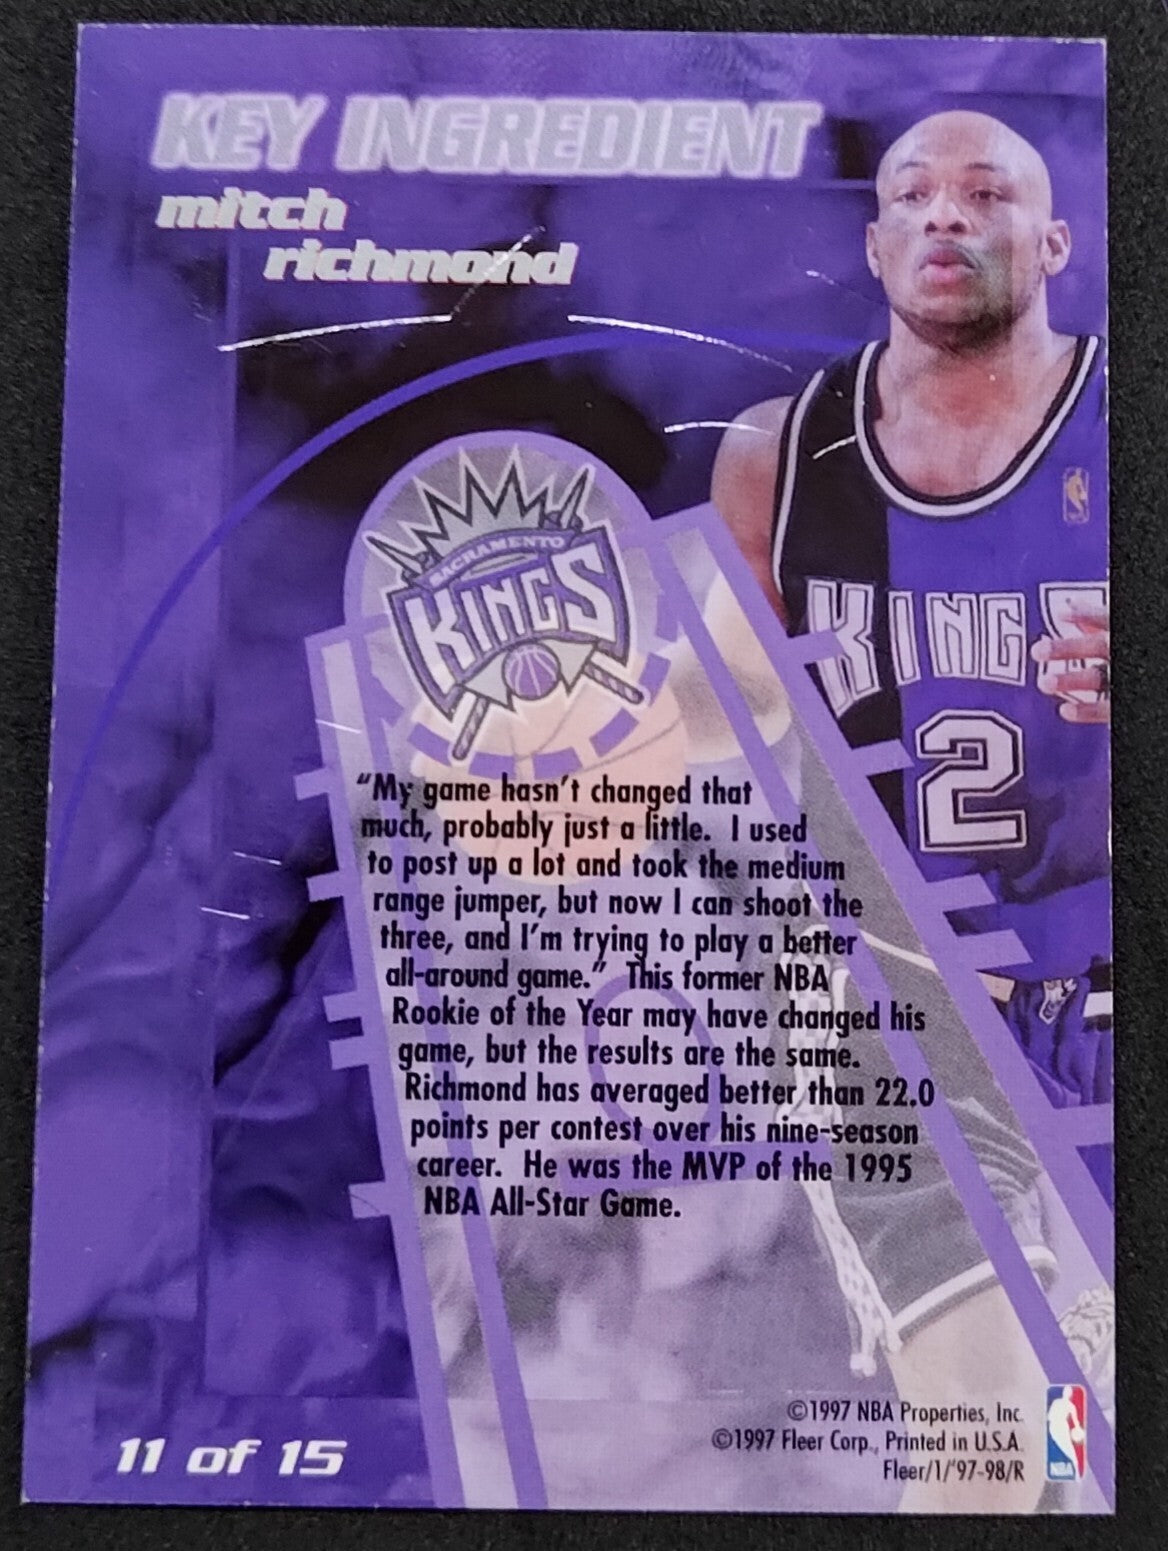 KEY INGREDIENT
mitch
richmond
SACRAMENTO
KINGS
KINGS
2
“My game hasn’t changed that
much, probably just a little. I used
to post up a lot and took the medium
range jumper, but now I can shoot the
three, and I’m trying to play a better
all-around game.” This former NBA
Rookie of the Year may have changed his
game, but the results are the same.
Richmond has averaged better than 22.0
points per contest over his nine-season
career. He was the MVP of the 1995
NBA All-Star Game.
11 of 15
©1997 NBA Properties, Inc.
©1997 Fleer Corp., Printed in U.S.A.
Fleer/1/'97-98/R
NBA